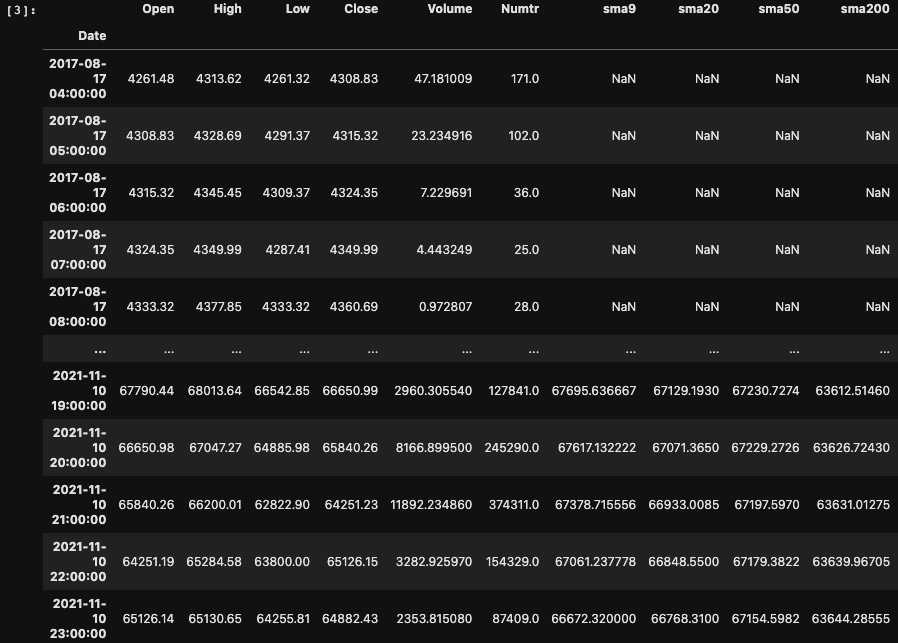 [3]: Open High Low Close Volume Numtr sma9 sma20 sma50 sma200
Date
2017-08-
17 4261.48 4313.62 4261.32 4308.83 47.181009 171.0 NaN NaN NaN NaN
04:00:00
2017-08-
17 4308.83 4328.69 4291.37 4315.32 23.234916 102.0 NaN NaN NaN NaN
05:00:00
2017-08-
17 4315.32 4345.45 4309.37 4324.35 7.229691 36.0 NaN NaN NaN NaN
06:00:00
2017-08-
17 4324.35 4349.99 4287.41 4349.99 4.443249 25.0 NaN NaN NaN NaN
07:00:00
2017-08-
17 4333.32 4377.85 4333.32 4360.69 0.972807 28.0 NaN NaN NaN NaN
08:00:00
... ... ... ... ... ... ... ... ... ... ...
2021-11-
10 67790.44 68013.64 66542.85 66650.99 2960.305540 127841.0 67695.636667 67129.1930 67230.7274 63612.51460
19:00:00
2021-11-
10 66650.98 67047.27 64885.98 65840.26 8166.899500 245290.0 67617.132222 67071.3650 67229.2726 63626.72430
20:00:00
2021-11-
10 65840.26 66200.01 62822.90 64251.23 11892.234860 374311.0 67378.715556 66933.0085 67197.5970 63631.01275
21:00:00
2021-11-
10 64251.19 65284.58 63800.00 65126.15 3282.925970 154329.0 67061.237778 66848.5500 67179.3822 63639.96705
22:00:00
2021-11-
10 65126.14 65130.65 64255.81 64882.43 2353.815080 87409.0 66672.320000 66768.3100 67154.5982 63644.28555
23:00:00